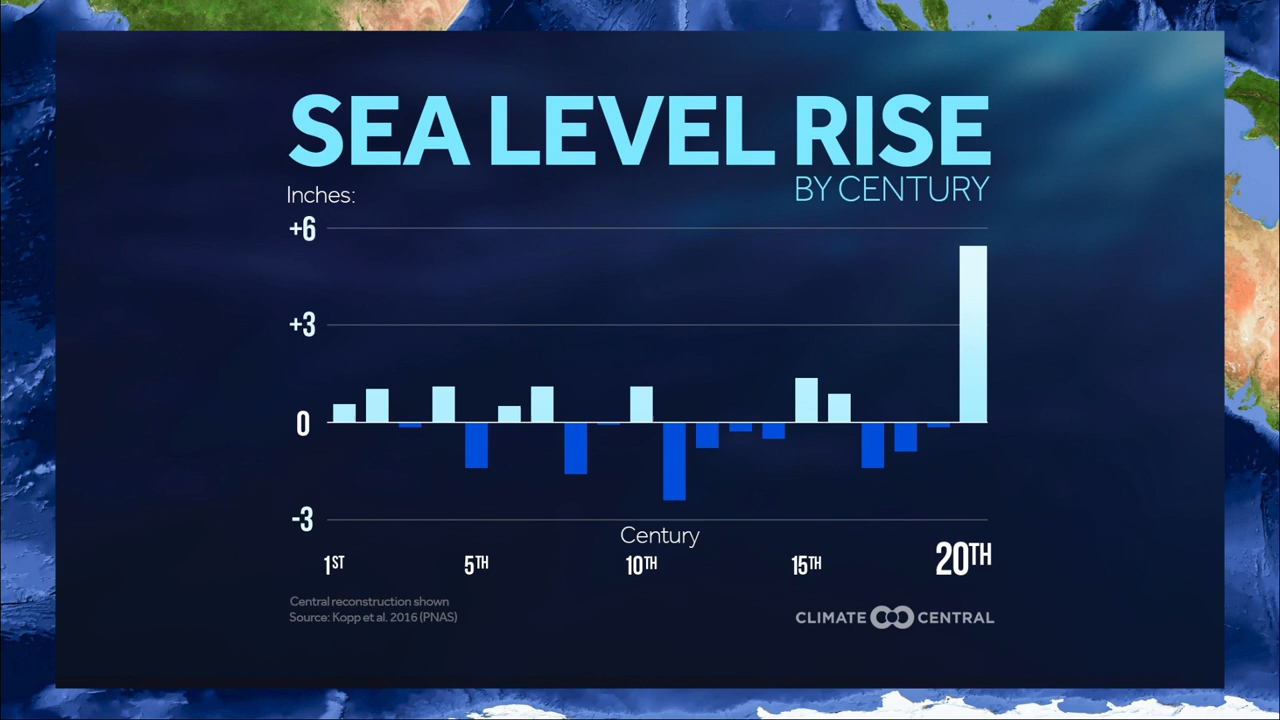 SEA LEVEL RISE
BY CENTURY
Inches:
+6
+3
0
-3
Century
1ST 5TH 10TH 15TH 20TH
Central reconstruction shown
Source: Kopp et al. 2016 (PNAS)
CLIMATE CENTRAL